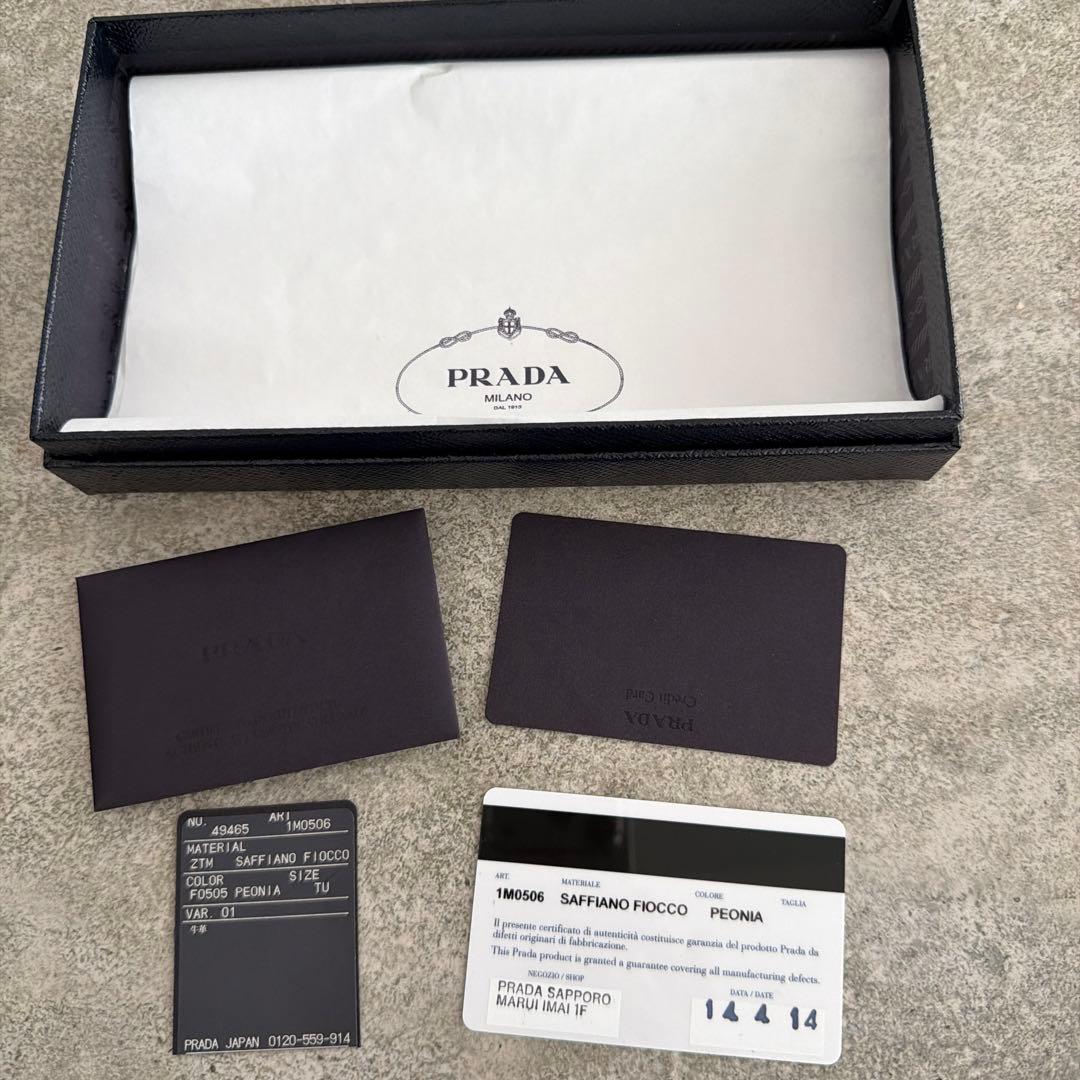 PRADA
MILANO
DAL 1913
PRADA
Credit Card
PRADA
NO. 49465 ART 1M0506
MATERIAL
ZTM SAFFIANO FIOCCO
COLOR SIZE
F0505 PEONIA TU
VAR. 01
牛革
PRADA JAPAN 0120-559-914
ART. MATERIALE COLORE TAGLIA
1M0506 SAFFIANO FIOCCO PEONIA
Il presente certificato di autenticità costituisce garanzia del prodotto Prada da
difetti originari di fabbricazione.
This Prada product is granted a guarantee covering all manufacturing defects.
NEGOZIO / SHOP
PRADA SAPPORO
MARUI IMAI 1F
DATA / DATE
14 4 14